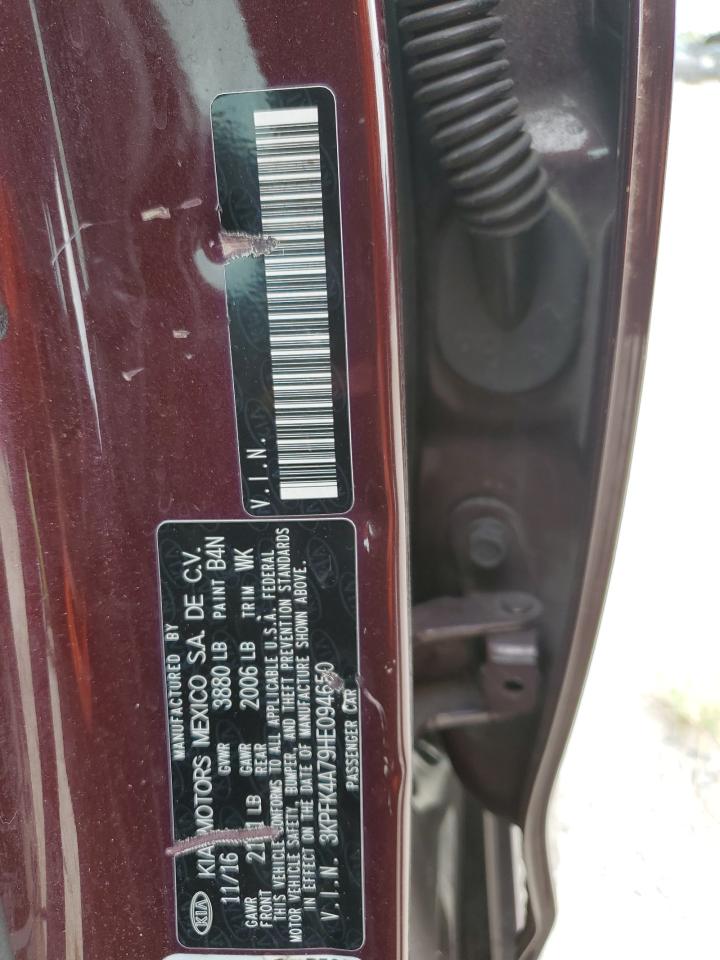 V.I.N.
MANUFACTURED BY
KIA KIA MOTORS MEXICO S.A. DE C.V.
11/16 GVWR 3880 LB PAINT B4N
GAWR FRONT LB GAWR REAR 2006 LB TRIM WK
THIS VEHICLE CONFORMS TO ALL APPLICABLE U.S.A. FEDERAL
MOTOR VEHICLE SAFETY, BUMPER, AND THEFT PREVENTION STANDARDS
IN EFFECT ON THE DATE OF MANUFACTURE SHOWN ABOVE.
V.I.N. 3KPFK4A79HE094650
PASSENGER CAR